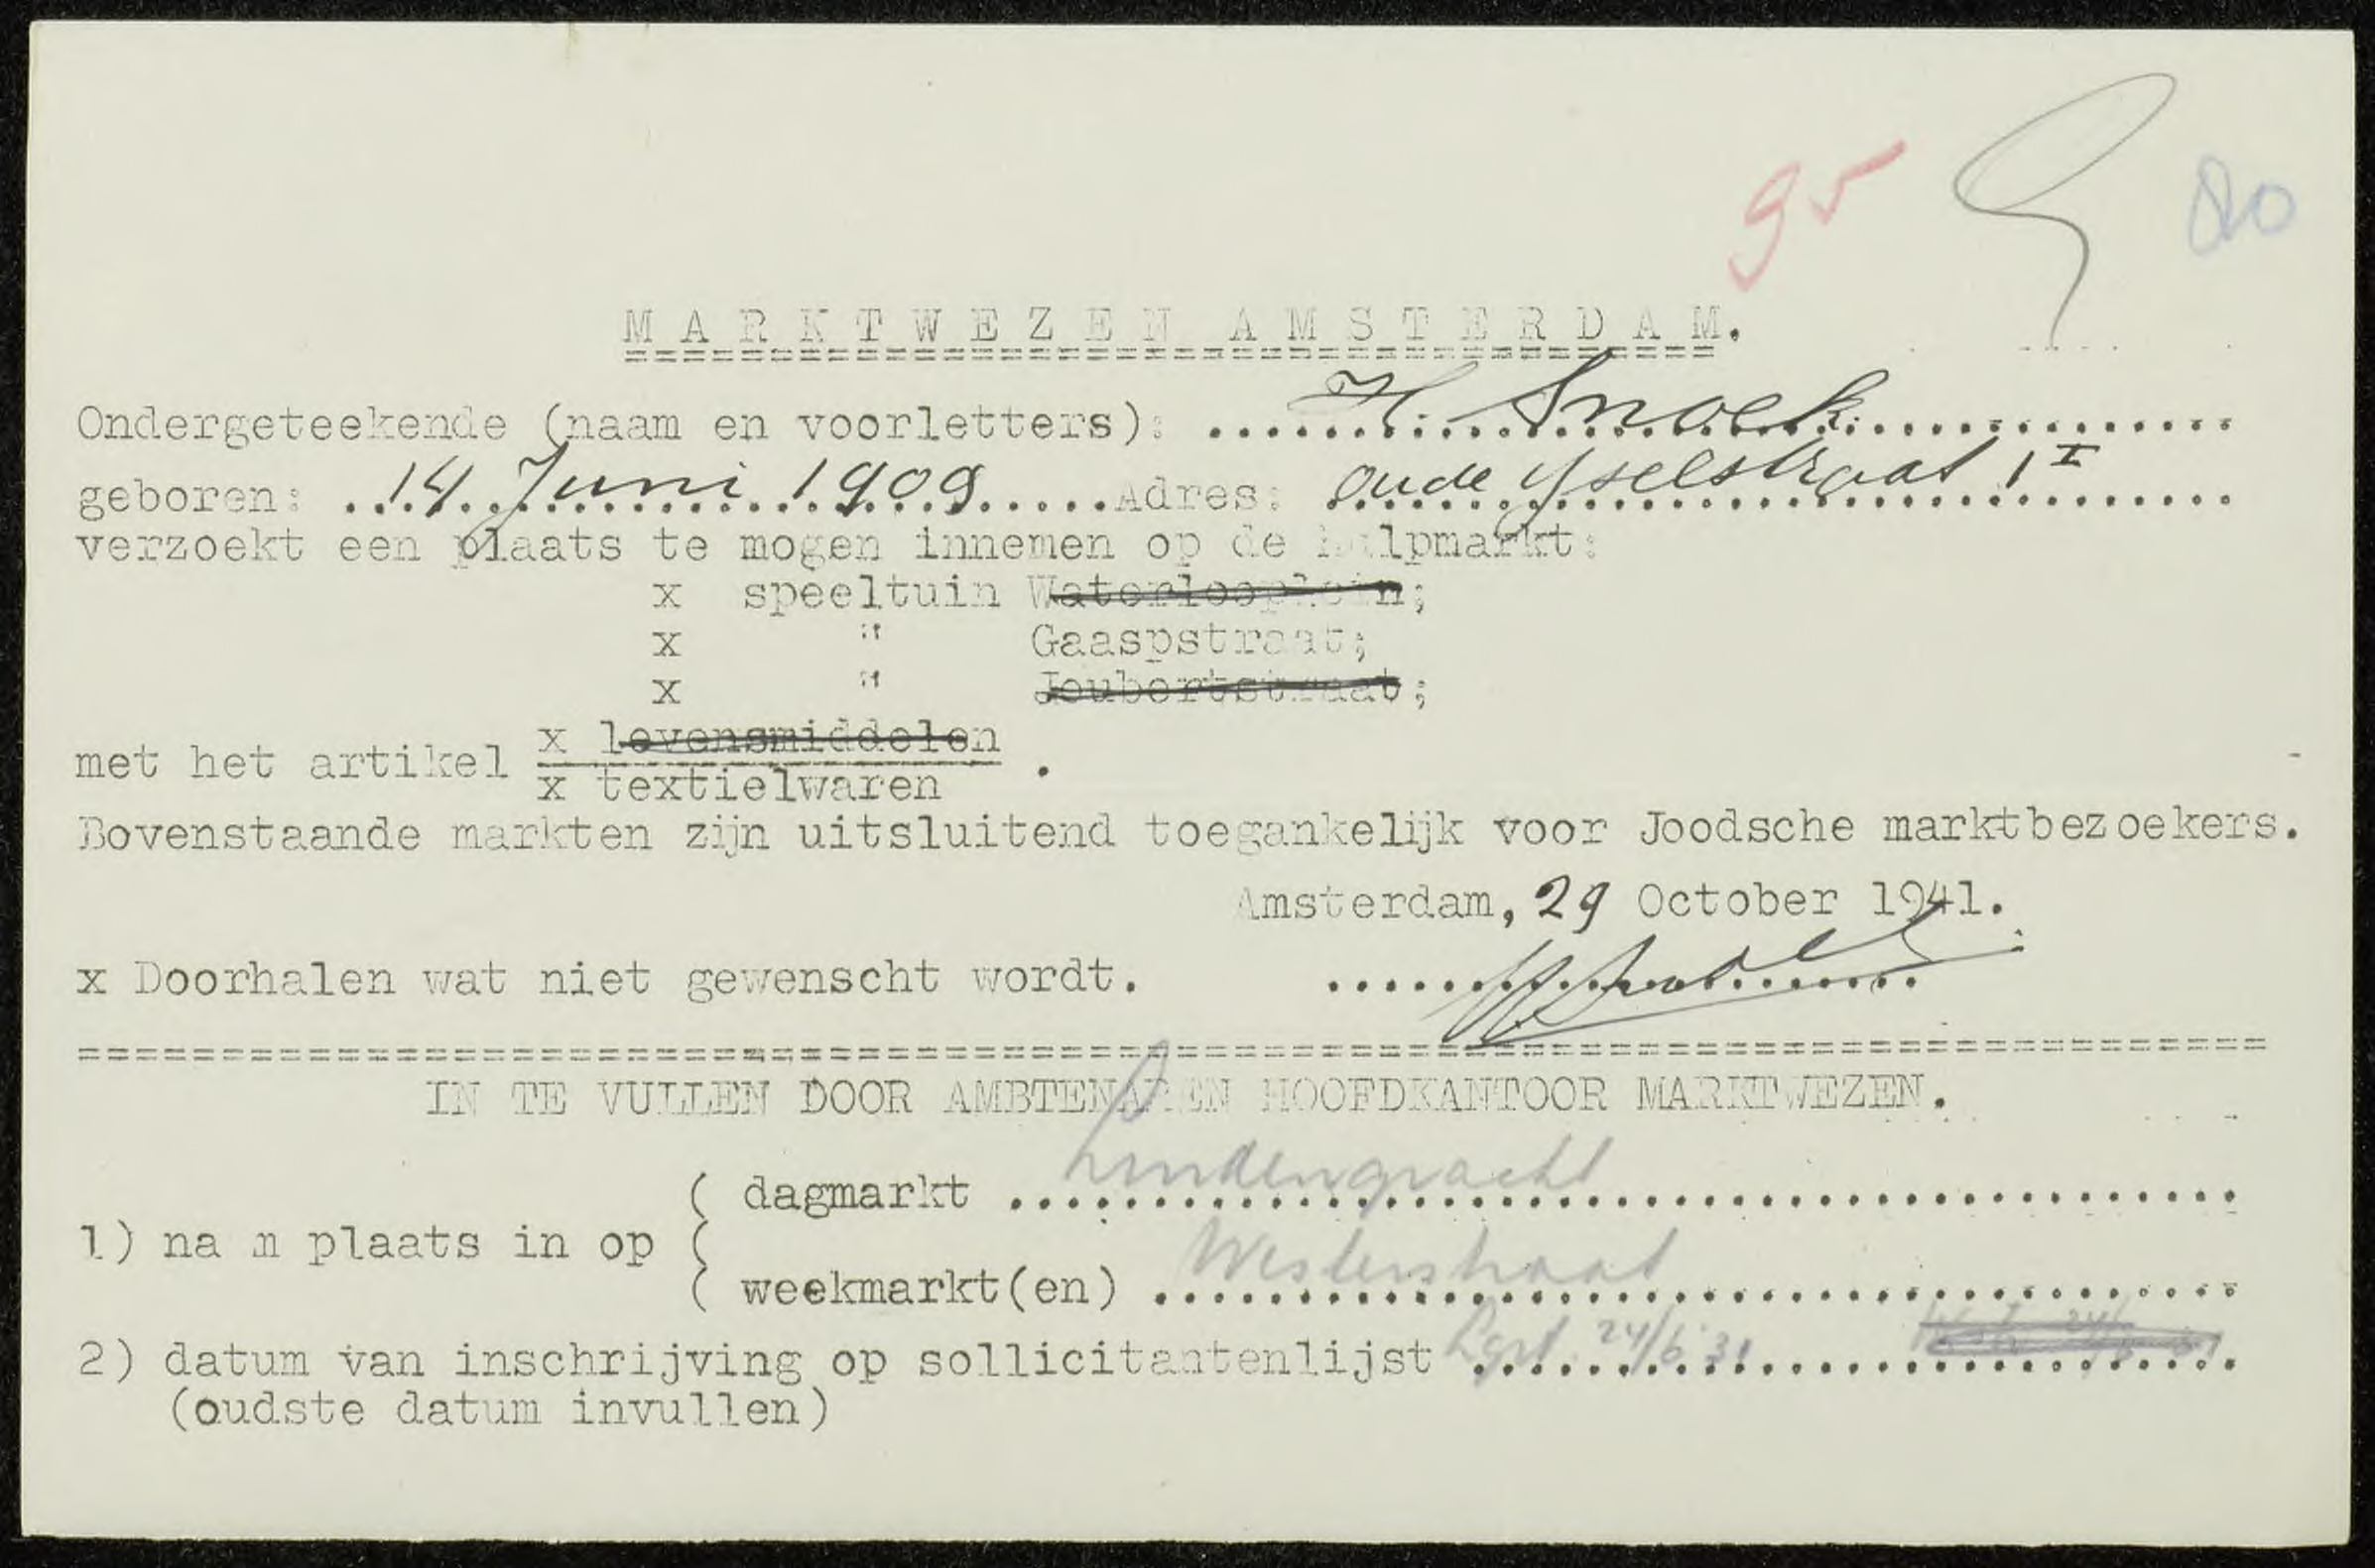 95 80
MARKTWEZEN AMSTERDAM.
Ondergeteekende (naam en voorletters): H. Snoek
geboren: 14 Juni 1909 Adres: Oude Yselstraat 1 I
verzoekt een plaats te mogen innemen op de hulpmarkt:
x speeltuin Waterlooplein;
x " Gaaspstraat;
x " Joubertstraat;
x levensmiddelen
met het artikel .
x textielwaren
Bovenstaande markten zijn uitsluitend toegankelijk voor Joodsche marktbezoekers.
Amsterdam, 29 October 1941.
x Doorhalen wat niet gewenscht wordt. H Snoek
IN TE VULLEN DOOR AMBTENAREN HOOFDKANTOOR MARKTWEZEN.
( dagmarkt Lindengracht
1) na m plaats in op (
( weekmarkt(en) Westerstraat
2) datum van inschrijving op sollicitantenlijst Lgrt 24/6 31
(oudste datum invullen)